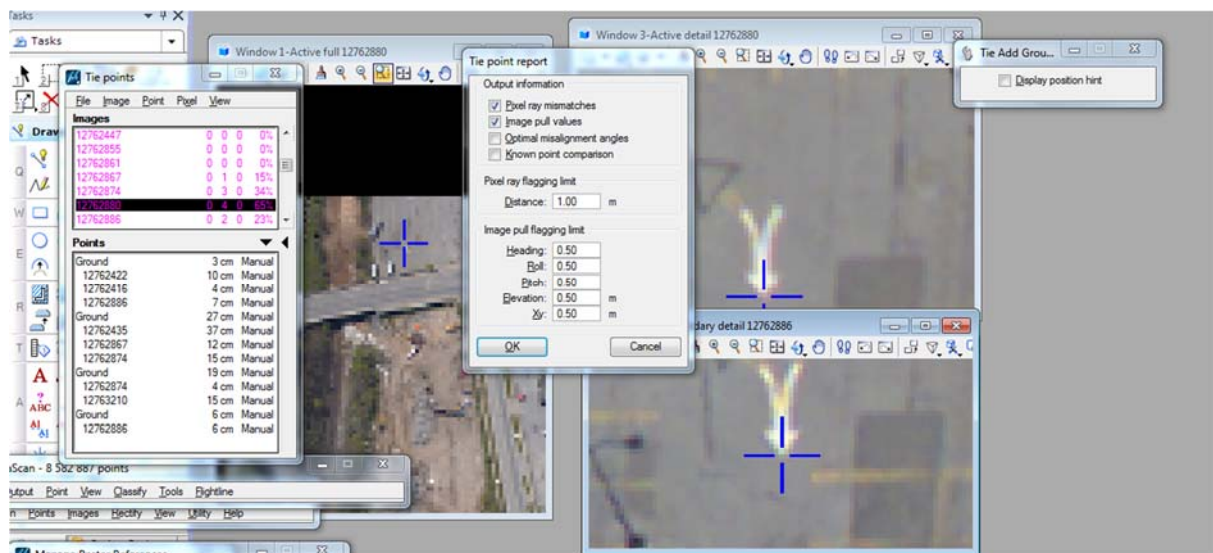 Tasks
Tasks
Window 1-Active full 12762880
Window 3-Active detail 12762880
Tie Add Grou...
Display position hint
Tie points
File Image Point Pixel View
Images
12762447 0 0 0 0%
12762855 0 0 0 0%
12762861 0 0 0 0%
12762867 0 1 0 15%
12762874 0 3 0 34%
12762880 0 4 0 65%
12762886 0 2 0 23%
Points
Ground 3 cm Manual
12762422 10 cm Manual
12762416 4 cm Manual
12762886 7 cm Manual
Ground 27 cm Manual
12762435 37 cm Manual
12762867 12 cm Manual
12762874 15 cm Manual
Ground 19 cm Manual
12762874 4 cm Manual
12763210 15 cm Manual
Ground 6 cm Manual
12762886 6 cm Manual
Draw
Q
W
E
R
T
A
A
ABC
Tie point report
Output information
Pixel ray mismatches
Image pull values
Optimal misalignment angles
Known point comparison
Pixel ray flagging limit
Distance: 1.00 m
Image pull flagging limit
Heading: 0.50
Roll: 0.50
Pitch: 0.50
Elevation: 0.50 m
Xy: 0.50 m
OK Cancel
dary detail 12762886
Scan - 8 582 887 points
utput Point View Classify Tools Flightline
n Points Images Rectify View Utility Help
Manage Raster References